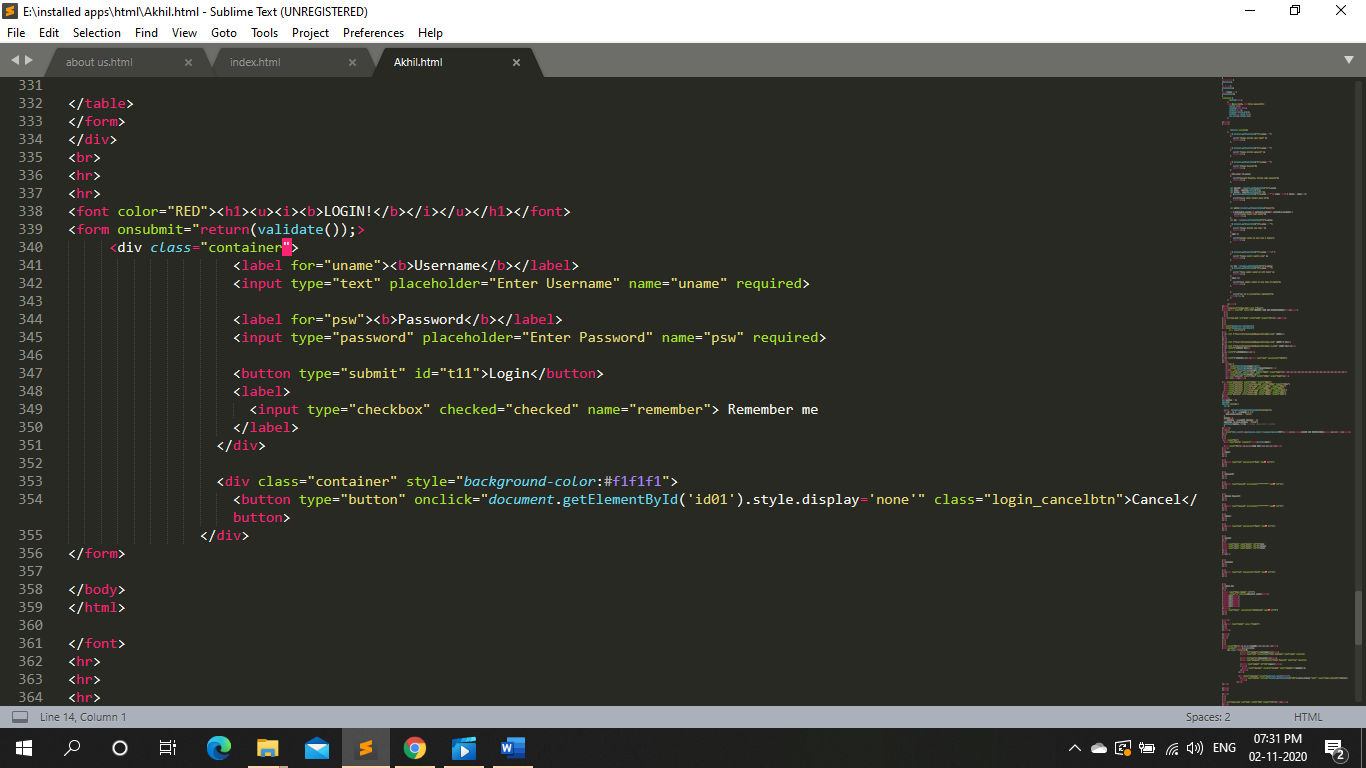 E:\installed apps\html\Akhil.html - Sublime Text (UNREGISTERED)
File Edit Selection Find View Goto Tools Project Preferences Help
about us.html index.html Akhil.html
331
332 </table>
333 </form>
334 </div>
335 <br>
336 <hr>
337 <hr>
338 <font color="RED"><h1><u><i><b>LOGIN!</b></i></u></h1></font>
339 <form onsubmit="return(validate());>
340 <div class="container">
341 <label for="uname"><b>Username</b></label>
342 <input type="text" placeholder="Enter Username" name="uname" required>
343
344 <label for="psw"><b>Password</b></label>
345 <input type="password" placeholder="Enter Password" name="psw" required>
346
347 <button type="submit" id="t11">Login</button>
348 <label>
349 <input type="checkbox" checked="checked" name="remember"> Remember me
350 </label>
351 </div>
352
353 <div class="container" style="background-color:#f1f1f1">
354 <button type="button" onclick="document.getElementById('id01').style.display='none'" class="login_cancelbtn">Cancel</
button>
355 </div>
356 </form>
357
358 </body>
359 </html>
360
361 </font>
362 <hr>
363 <hr>
364 <hr>
Line 14, Column 1 Spaces: 2 HTML
ENG 07:31 PM
02-11-2020 2